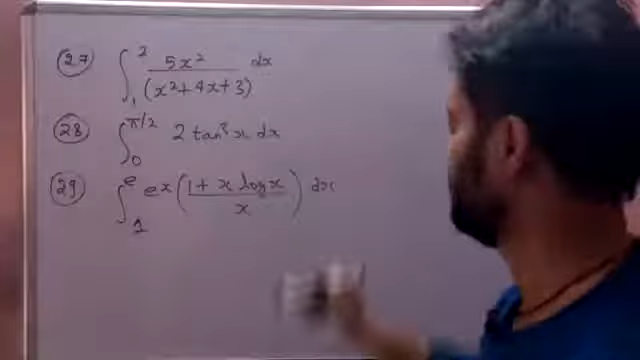 (27) ∫₁² 5x²/(x²+4x+3) dx
(28) ∫₀^π/2 2 tan³x dx
(29) ∫₁^e eˣ((1 + x log x)/x) dx